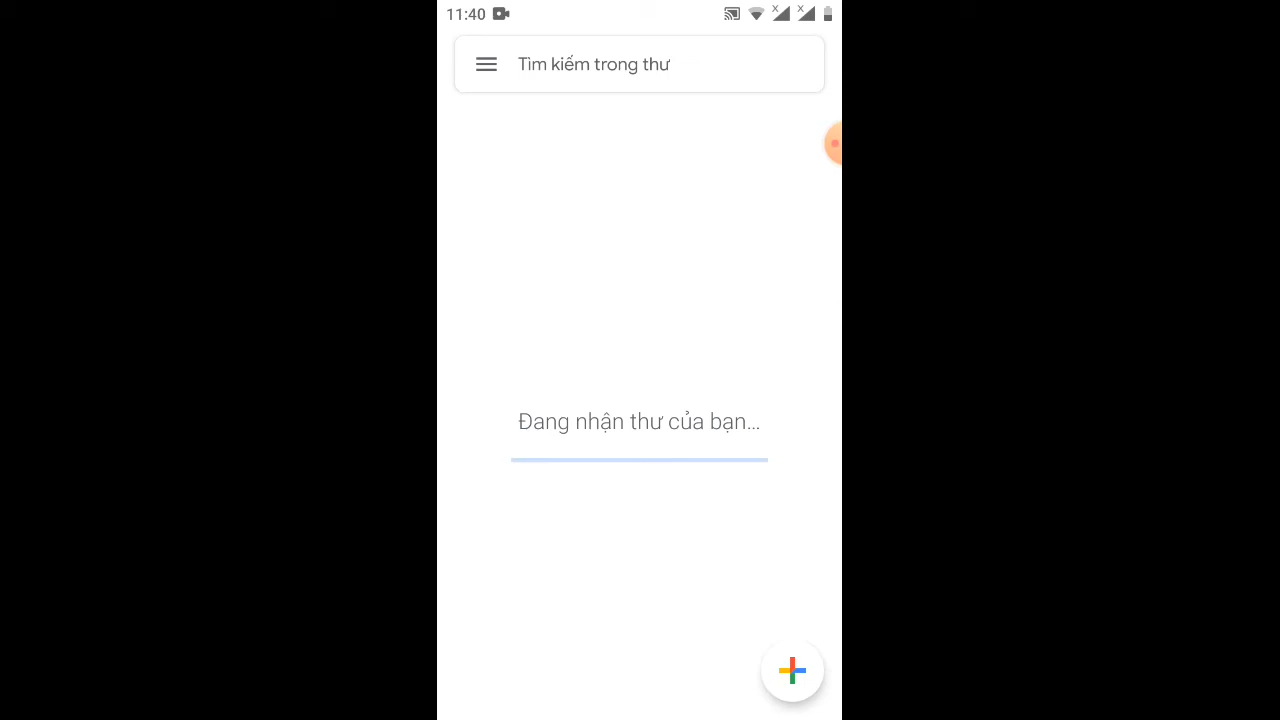 11:40
Tìm kiếm trong thư
Đang nhận thư của bạn...